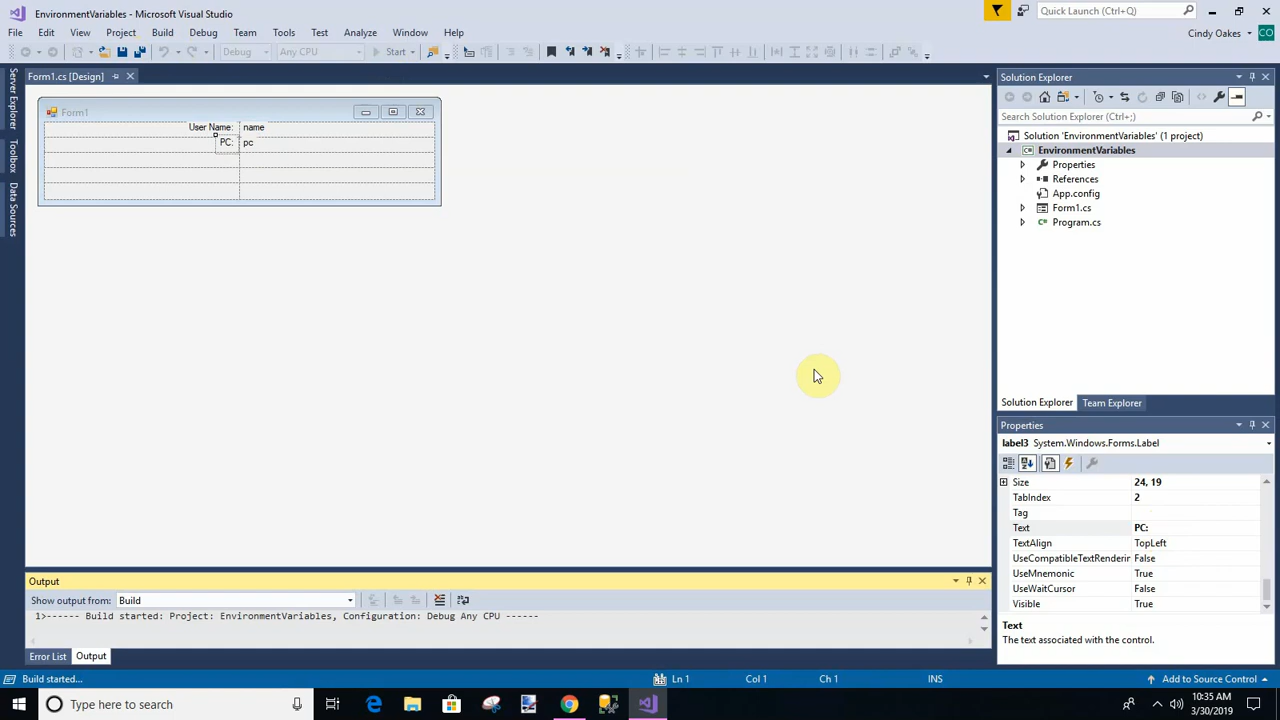 EnvironmentVariables - Microsoft Visual Studio
Quick Launch (Ctrl+Q)
File Edit View Project Build Debug Team Tools Test Analyze Window Help
Cindy Oakes CO
Debug Any CPU Start
Form1.cs [Design]
Server Explorer
Toolbox
Data Sources
Form1
User Name: name
PC: pc
Solution Explorer
Search Solution Explorer (Ctrl+;)
Solution 'EnvironmentVariables' (1 project)
EnvironmentVariables
Properties
References
App.config
Form1.cs
Program.cs
Solution Explorer Team Explorer
Properties
label3 System.Windows.Forms.Label
Size 24, 19
TabIndex 2
Tag
Text PC:
TextAlign TopLeft
UseCompatibleTextRenderin False
UseMnemonic True
UseWaitCursor False
Visible True
Text
The text associated with the control.
Output
Show output from: Build
1>------ Build started: Project: EnvironmentVariables, Configuration: Debug Any CPU ------
Error List Output
Build started... Ln 1 Col 1 Ch 1 INS Add to Source Control
Type here to search
10:35 AM
3/30/2019